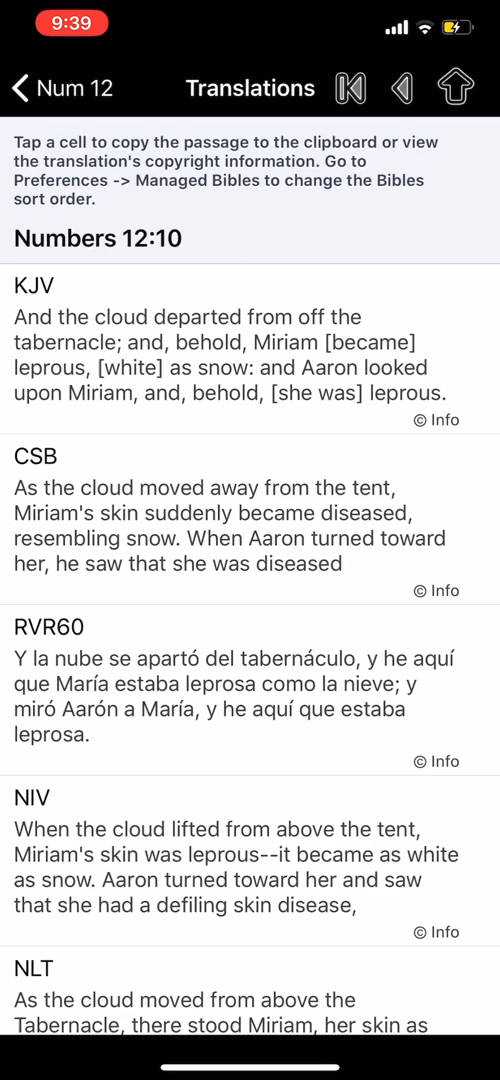 9:39
Num 12
Translations
Tap a cell to copy the passage to the clipboard or view
the translation's copyright information. Go to
Preferences -> Managed Bibles to change the Bibles
sort order.
Numbers 12:10
KJV
And the cloud departed from off the
tabernacle; and, behold, Miriam [became]
leprous, [white] as snow: and Aaron looked
upon Miriam, and, behold, [she was] leprous.
© Info
CSB
As the cloud moved away from the tent,
Miriam's skin suddenly became diseased,
resembling snow. When Aaron turned toward
her, he saw that she was diseased
© Info
RVR60
Y la nube se apartó del tabernáculo, y he aquí
que María estaba leprosa como la nieve; y
miró Aarón a María, y he aquí que estaba
leprosa.
© Info
NIV
When the cloud lifted from above the tent,
Miriam's skin was leprous--it became as white
as snow. Aaron turned toward her and saw
that she had a defiling skin disease,
© Info
NLT
As the cloud moved from above the
Tabernacle, there stood Miriam, her skin as